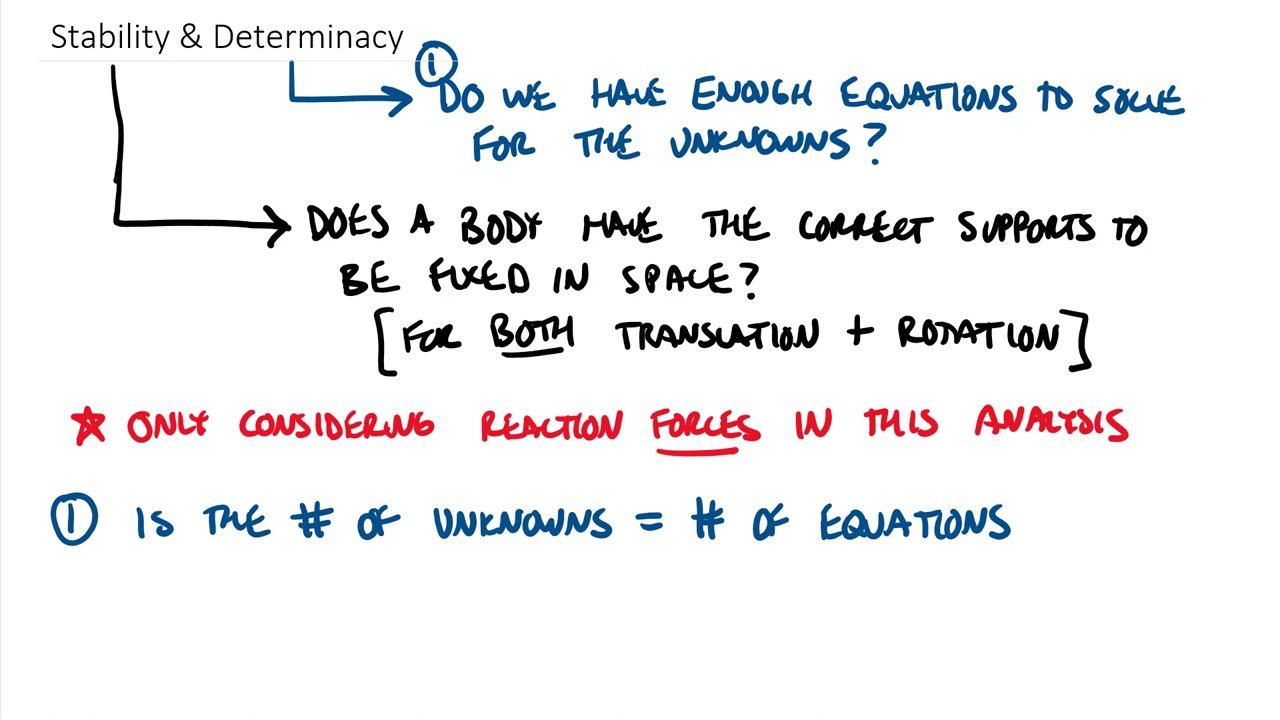 Stability & Determinacy
① DO WE HAVE ENOUGH EQUATIONS TO SOLVE
FOR THE UNKNOWNS?
DOES A BODY HAVE THE CORRECT SUPPORTS TO
BE FIXED IN SPACE?
[FOR BOTH TRANSLATION + ROTATION]
★ ONLY CONSIDERING REACTION FORCES IN THIS ANALYSIS
① IS THE # OF UNKNOWNS = # OF EQUATIONS